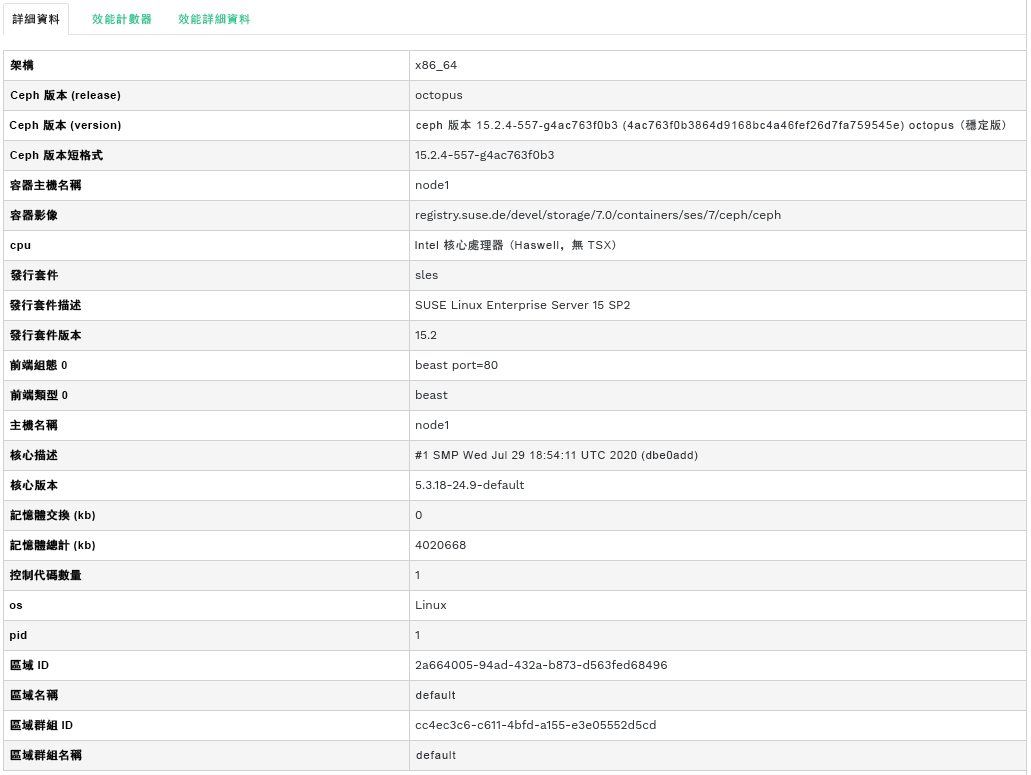 詳細資料 效能計數器 效能詳細資料
架構 x86_64
Ceph 版本 (release) octopus
Ceph 版本 (version) ceph 版本 15.2.4-557-g4ac763f0b3 (4ac763f0b3864d9168bc4a46fef26d7fa759545e) octopus（穩定版）
Ceph 版本短格式 15.2.4-557-g4ac763f0b3
容器主機名稱 node1
容器影像 registry.suse.de/devel/storage/7.0/containers/ses/7/ceph/ceph
cpu Intel 核心處理器（Haswell，無 TSX）
發行套件 sles
發行套件描述 SUSE Linux Enterprise Server 15 SP2
發行套件版本 15.2
前端組態 0 beast port=80
前端類型 0 beast
主機名稱 node1
核心描述 #1 SMP Wed Jul 29 18:54:11 UTC 2020 (dbe0add)
核心版本 5.3.18-24.9-default
記憶體交換 (kb) 0
記憶體總計 (kb) 4020668
控制代碼數量 1
os Linux
pid 1
區域 ID 2a664005-94ad-432a-b873-d563fed68496
區域名稱 default
區域群組 ID cc4ec3c6-c611-4bfd-a155-e3e05552d5cd
區域群組名稱 default